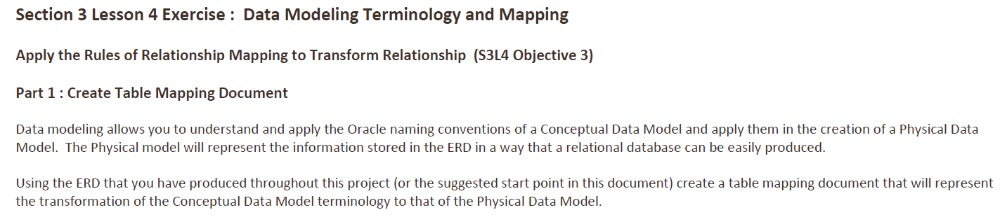 Section 3 Lesson 4 Exercise :  Data Modeling Terminology and Mapping
Apply the Rules of Relationship Mapping to Transform Relationship  (S3L4 Objective 3)
Part 1 : Create Table Mapping Document
Data modeling allows you to understand and apply the Oracle naming conventions of a Conceptual Data Model and apply them in the creation of a Physical Data
Model.  The Physical model will represent the information stored in the ERD in a way that a relational database can be easily produced.
Using the ERD that you have produced throughout this project (or the suggested start point in this document) create a table mapping document that will represent
the transformation of the Conceptual Data Model terminology to that of the Physical Data Model.